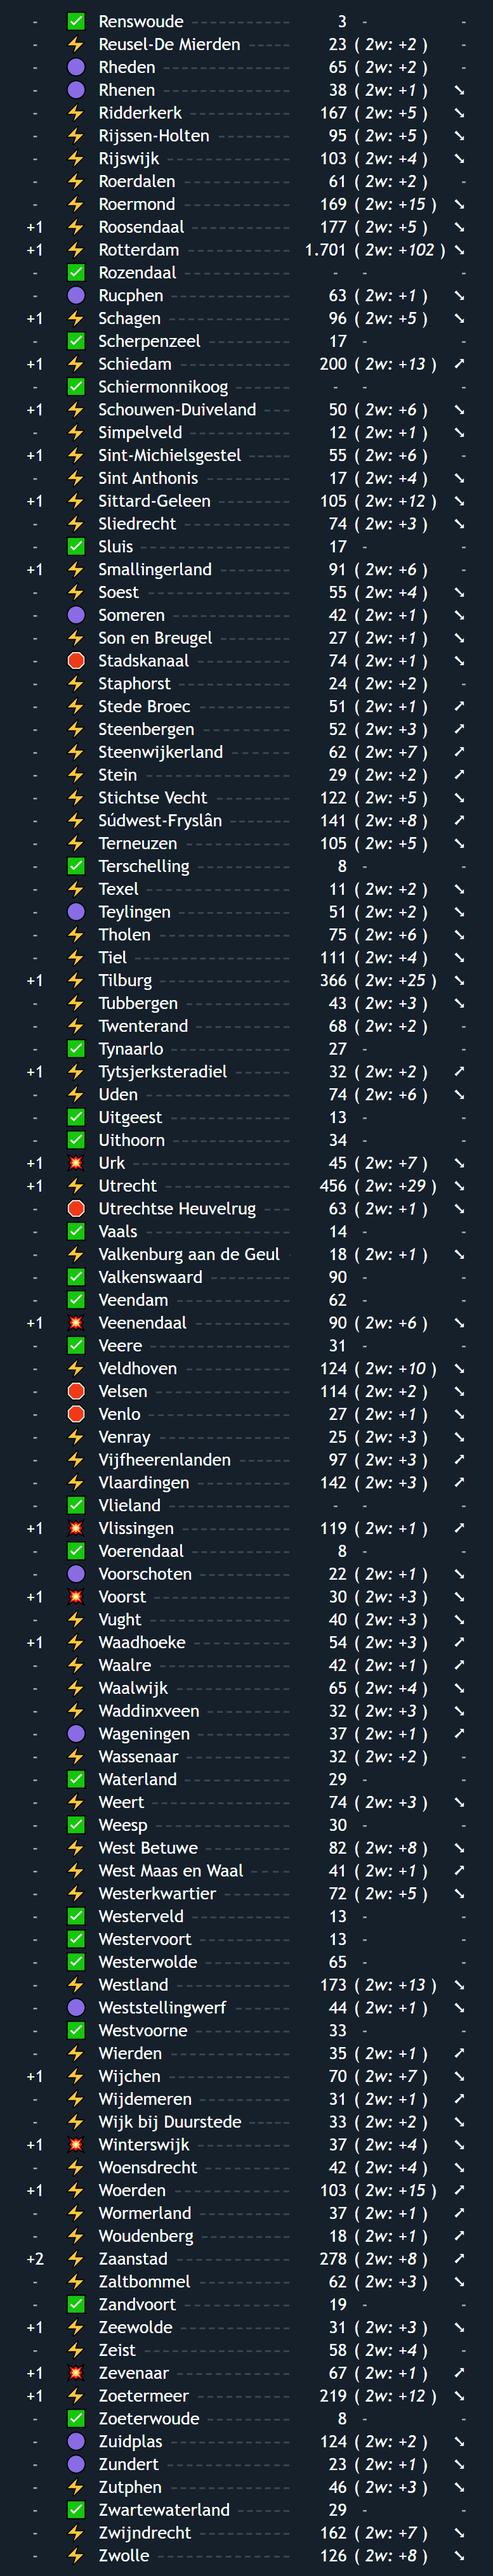 - ✅ Renswoude 3 - -
- ⚡ Reusel-De Mierden 23 ( 2w: +2 ) -
- 🟣 Rheden 65 ( 2w: +2 ) -
- 🟣 Rhenen 38 ( 2w: +1 ) ➘
- ⚡ Ridderkerk 167 ( 2w: +5 ) ➘
- ⚡ Rijssen-Holten 95 ( 2w: +5 ) ➘
- ⚡ Rijswijk 103 ( 2w: +4 ) ➘
- ⚡ Roerdalen 61 ( 2w: +2 ) -
- ⚡ Roermond 169 ( 2w: +15 ) ➘
+1 ⚡ Roosendaal 177 ( 2w: +5 ) ➘
+1 ⚡ Rotterdam 1.701 ( 2w: +102 ) ➘
- ✅ Rozendaal - - -
- 🟣 Rucphen 63 ( 2w: +1 ) ➘
+1 ⚡ Schagen 96 ( 2w: +5 ) ➘
- ✅ Scherpenzeel 17 - -
+1 ⚡ Schiedam 200 ( 2w: +13 ) ➚
- ✅ Schiermonnikoog - - -
+1 ⚡ Schouwen-Duiveland 50 ( 2w: +6 ) ➘
- ⚡ Simpelveld 12 ( 2w: +1 ) ➘
+1 ⚡ Sint-Michielsgestel 55 ( 2w: +6 ) -
- ⚡ Sint Anthonis 17 ( 2w: +4 ) ➘
+1 ⚡ Sittard-Geleen 105 ( 2w: +12 ) ➘
- ⚡ Sliedrecht 74 ( 2w: +3 ) ➘
- ✅ Sluis 17 - -
+1 ⚡ Smallingerland 91 ( 2w: +6 ) -
- ⚡ Soest 55 ( 2w: +4 ) ➘
- 🟣 Someren 42 ( 2w: +1 ) ➘
- ⚡ Son en Breugel 27 ( 2w: +1 ) ➘
- 🛑 Stadskanaal 74 ( 2w: +1 ) ➘
- ⚡ Staphorst 24 ( 2w: +2 ) -
- ⚡ Stede Broec 51 ( 2w: +1 ) ➚
- ⚡ Steenbergen 52 ( 2w: +3 ) ➚
- ⚡ Steenwijkerland 62 ( 2w: +7 ) ➚
- ⚡ Stein 29 ( 2w: +2 ) ➚
- ⚡ Stichtse Vecht 122 ( 2w: +5 ) ➘
- ⚡ Súdwest-Fryslân 141 ( 2w: +8 ) ➚
- ⚡ Terneuzen 105 ( 2w: +5 ) ➘
- ✅ Terschelling 8 - -
- ⚡ Texel 11 ( 2w: +2 ) ➘
- 🟣 Teylingen 51 ( 2w: +2 ) ➘
- ⚡ Tholen 75 ( 2w: +6 ) ➘
- ⚡ Tiel 111 ( 2w: +4 ) ➘
+1 ⚡ Tilburg 366 ( 2w: +25 ) ➘
- ⚡ Tubbergen 43 ( 2w: +3 ) ➘
- ⚡ Twenterand 68 ( 2w: +2 ) -
- ✅ Tynaarlo 27 - -
+1 ⚡ Tytsjerksteradiel 32 ( 2w: +2 ) ➚
- ⚡ Uden 74 ( 2w: +6 ) ➘
- ✅ Uitgeest 13 - -
- ✅ Uithoorn 34 - -
+1 💥 Urk 45 ( 2w: +7 ) ➘
+1 ⚡ Utrecht 456 ( 2w: +29 ) ➘
- 🛑 Utrechtse Heuvelrug 63 ( 2w: +1 ) ➘
- ✅ Vaals 14 - -
- ⚡ Valkenburg aan de Geul 18 ( 2w: +1 ) ➘
- ✅ Valkenswaard 90 - -
- ✅ Veendam 62 - -
+1 💥 Veenendaal 90 ( 2w: +6 ) ➘
- ✅ Veere 31 - -
- ⚡ Veldhoven 124 ( 2w: +10 ) ➘
- 🛑 Velsen 114 ( 2w: +2 ) ➘
- 🛑 Venlo 27 ( 2w: +1 ) ➘
- ⚡ Venray 25 ( 2w: +3 ) ➘
- ⚡ Vijfheerenlanden 97 ( 2w: +3 ) ➚
- ⚡ Vlaardingen 142 ( 2w: +3 ) ➚
- ✅ Vlieland - - -
+1 💥 Vlissingen 119 ( 2w: +1 ) ➚
- ✅ Voerendaal 8 - -
- 🟣 Voorschoten 22 ( 2w: +1 ) ➘
+1 💥 Voorst 30 ( 2w: +3 ) ➘
- ⚡ Vught 40 ( 2w: +3 ) ➘
+1 ⚡ Waadhoeke 54 ( 2w: +3 ) ➚
- ⚡ Waalre 42 ( 2w: +1 ) ➚
- ⚡ Waalwijk 65 ( 2w: +4 ) ➘
- ⚡ Waddinxveen 32 ( 2w: +3 ) ➘
- 🟣 Wageningen 37 ( 2w: +1 ) ➚
- ⚡ Wassenaar 32 ( 2w: +2 ) -
- ✅ Waterland 29 - -
- ⚡ Weert 74 ( 2w: +3 ) ➘
- ✅ Weesp 30 - -
- ⚡ West Betuwe 82 ( 2w: +8 ) ➘
- ⚡ West Maas en Waal 41 ( 2w: +1 ) ➚
- ⚡ Westerkwartier 72 ( 2w: +5 ) ➘
- ✅ Westerveld 13 - -
- ✅ Westervoort 13 - -
- ✅ Westerwolde 65 - -
- ⚡ Westland 173 ( 2w: +13 ) ➘
- 🟣 Weststellingwerf 44 ( 2w: +1 ) ➘
- ✅ Westvoorne 33 - -
- ⚡ Wierden 35 ( 2w: +1 ) ➚
+1 ⚡ Wijchen 70 ( 2w: +7 ) ➘
- ⚡ Wijdemeren 31 ( 2w: +1 ) ➚
- ⚡ Wijk bij Duurstede 33 ( 2w: +2 ) ➘
+1 💥 Winterswijk 37 ( 2w: +4 ) ➘
- ⚡ Woensdrecht 42 ( 2w: +4 ) ➘
+1 ⚡ Woerden 103 ( 2w: +15 ) ➚
- ⚡ Wormerland 37 ( 2w: +1 ) ➚
- ⚡ Woudenberg 18 ( 2w: +1 ) ➚
+2 ⚡ Zaanstad 278 ( 2w: +8 ) ➚
- ⚡ Zaltbommel 62 ( 2w: +3 ) ➘
- ✅ Zandvoort 19 - -
+1 ⚡ Zeewolde 31 ( 2w: +3 ) ➘
- ⚡ Zeist 58 ( 2w: +4 ) -
+1 💥 Zevenaar 67 ( 2w: +1 ) ➚
+1 ⚡ Zoetermeer 219 ( 2w: +12 ) ➘
- ✅ Zoeterwoude 8 - -
- 🟣 Zuidplas 124 ( 2w: +2 ) ➘
- 🟣 Zundert 23 ( 2w: +1 ) ➘
- ⚡ Zutphen 46 ( 2w: +3 ) ➘
- ✅ Zwartewaterland 29 - -
- ⚡ Zwijndrecht 162 ( 2w: +7 ) ➘
- ⚡ Zwolle 126 ( 2w: +8 ) ➘